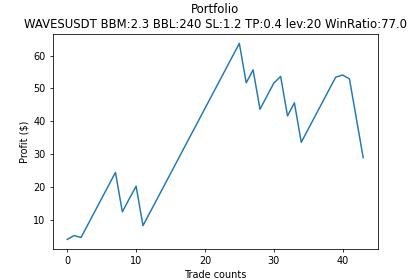 Portfolio
WAVESUSDT BBM:2.3 BBL:240 SL:1.2 TP:0.4 lev:20 WinRatio:77.0
Profit ($)
60
50
40
30
20
10
0
10
20
30
40
Trade counts